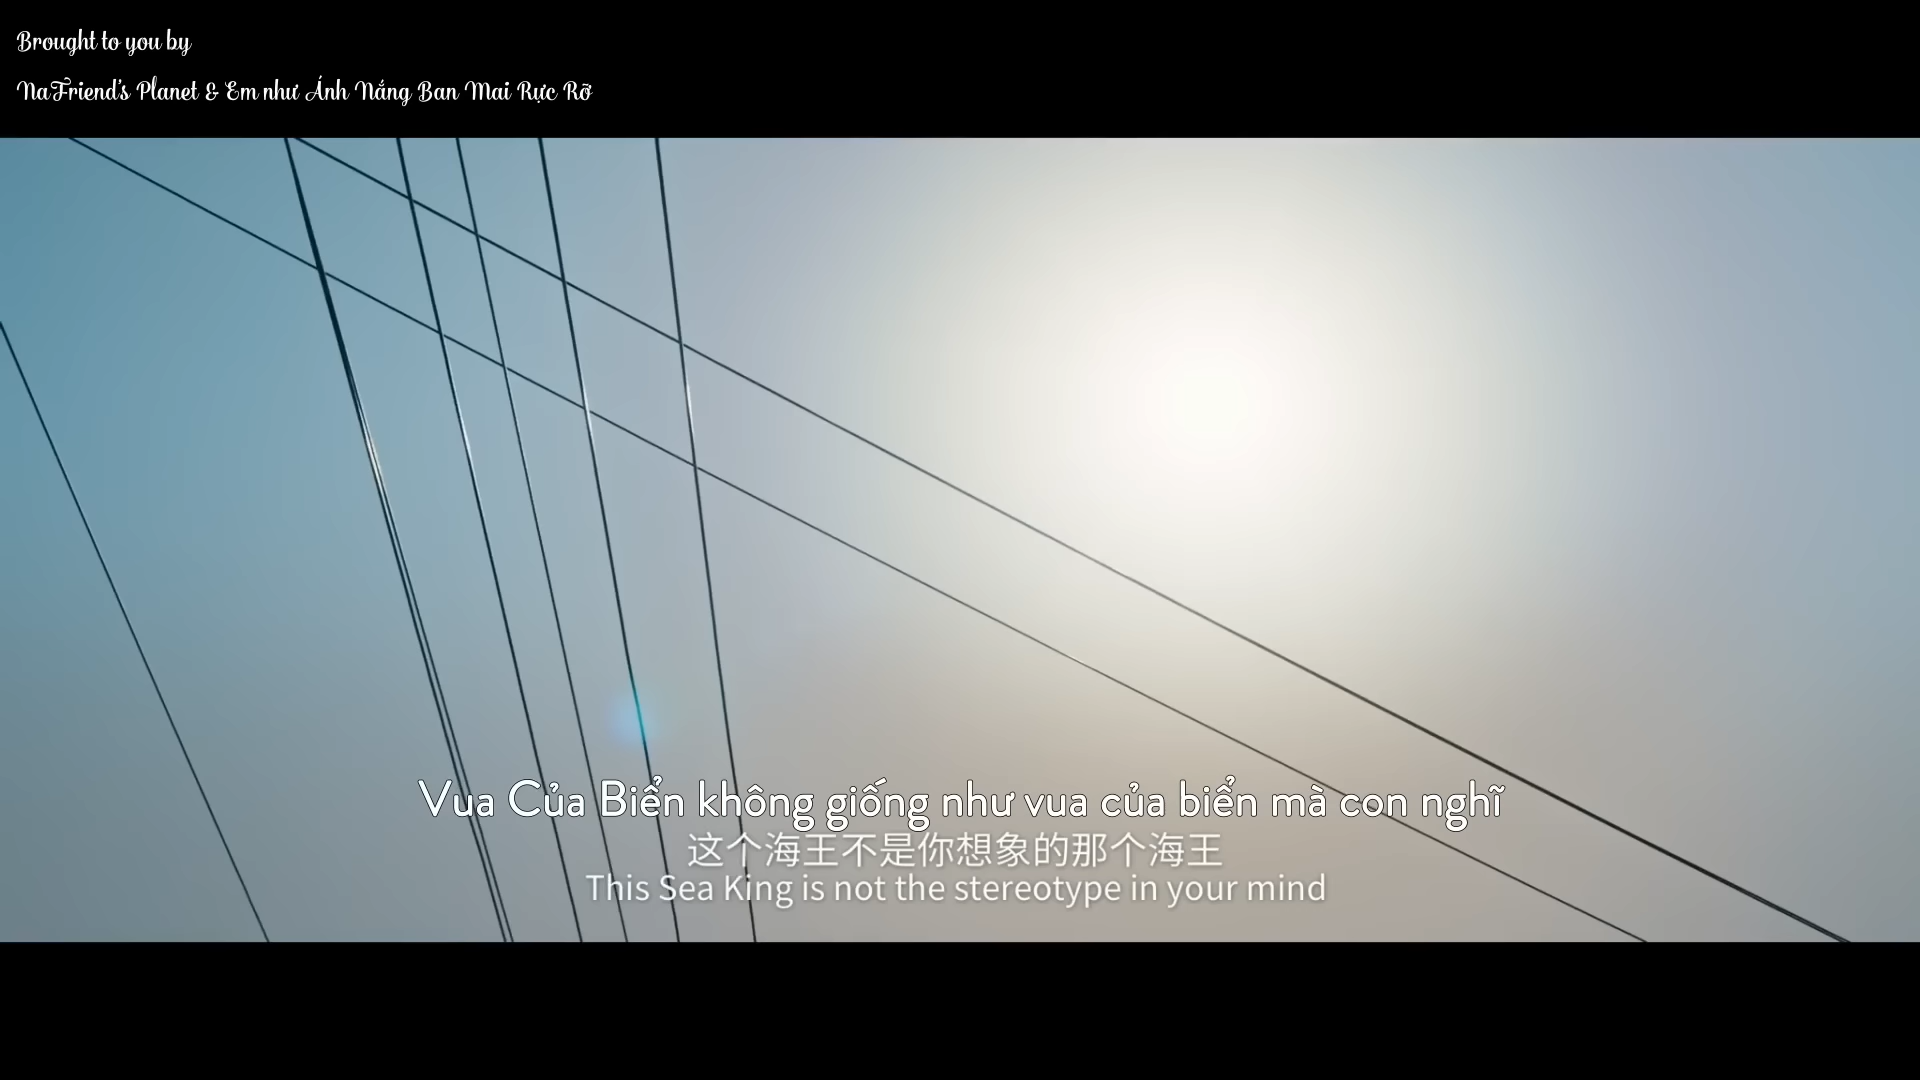 Brought to you by
NaFriend's Planet & Em như Ánh Nắng Ban Mai Rực Rỡ
Vua Của Biển không giống như vua của biển mà con nghĩ
这个海王不是你想象的那个海王
This Sea King is not the stereotype in your mind